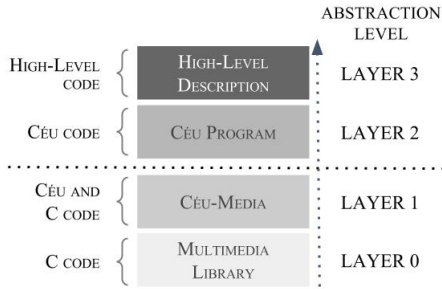 ABSTRACTION
LEVEL
HIGH-LEVEL
CODE
HIGH-LEVEL
DESCRIPTION
LAYER 3
CÉU CODE
CÉU PROGRAM
LAYER 2
CÉU AND
C CODE
CÉU-MEDIA
LAYER 1
C CODE
MULTIMEDIA
LIBRARY
LAYER 0